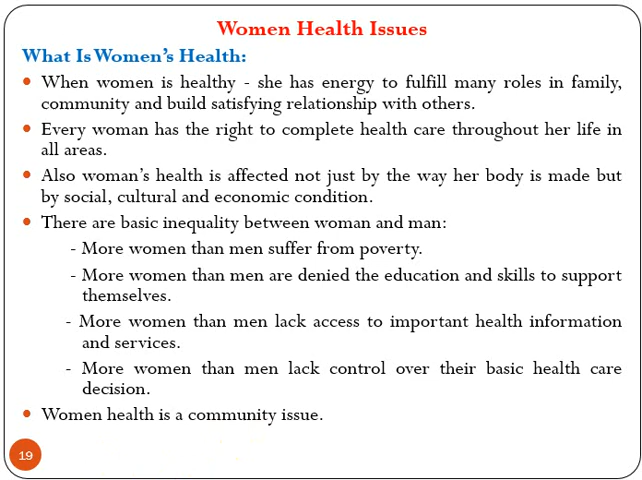 Women Health Issues
What Is Women's Health:
• When women is healthy - she has energy to fulfill many roles in family,
community and build satisfying relationship with others.
• Every woman has the right to complete health care throughout her life in
all areas.
• Also woman's health is affected not just by the way her body is made but
by social, cultural and economic condition.
• There are basic inequality between woman and man:
- More women than men suffer from poverty.
- More women than men are denied the education and skills to support
themselves.
- More women than men lack access to important health information
and services.
- More women than men lack control over their basic health care
decision.
• Women health is a community issue.
19